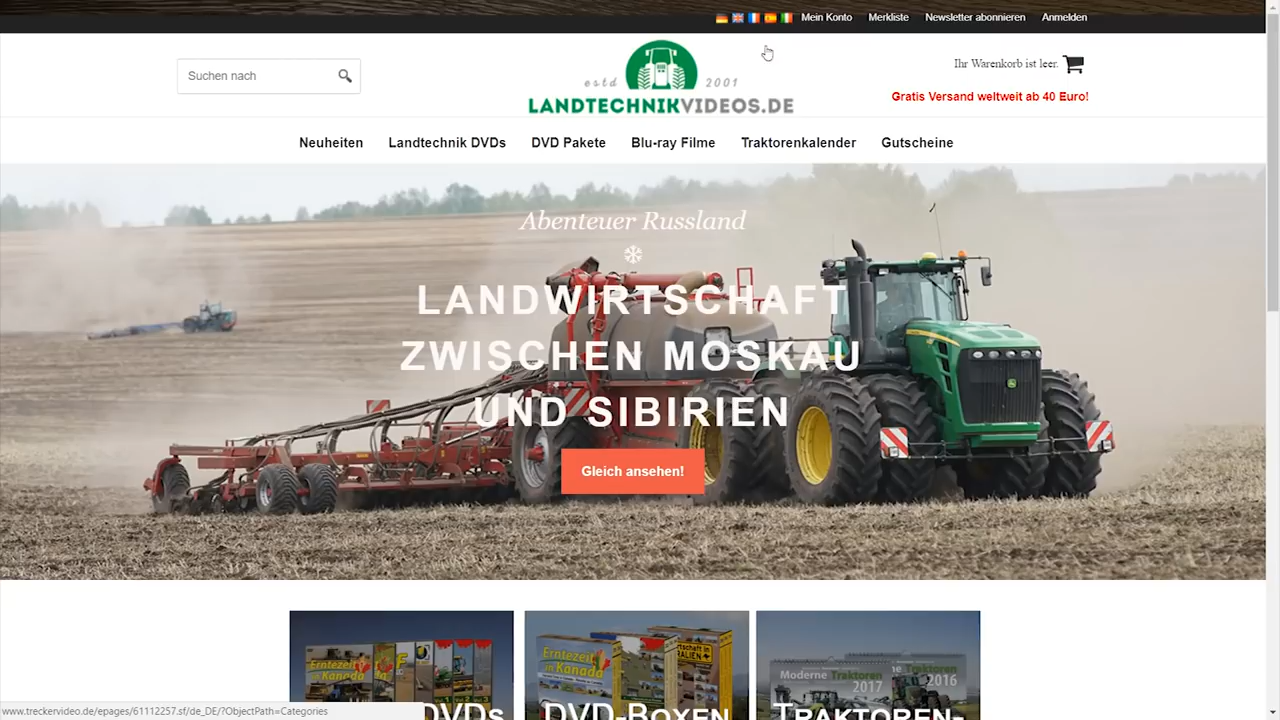 Mein Konto Merkliste Newsletter abonnieren Anmelden
Suchen nach
estd 2001
LANDTECHNIKVIDEOS.DE
Ihr Warenkorb ist leer.
Gratis Versand weltweit ab 40 Euro!
Neuheiten Landtechnik DVDs DVD Pakete Blu-ray Filme Traktorenkalender Gutscheine
Abenteuer Russland
LANDWIRTSCHAFT
ZWISCHEN MOSKAU
UND SIBIRIEN
Gleich ansehen!
Erntezeit
in Kanada
Erntezeit
in Kanada
Moderne Traktoren
2017
2016
DVDs
DVD-BOXEN
TRAKTOREN-
www.treckervideo.de/epages/61112257.sf/de_DE/?ObjectPath=Categories